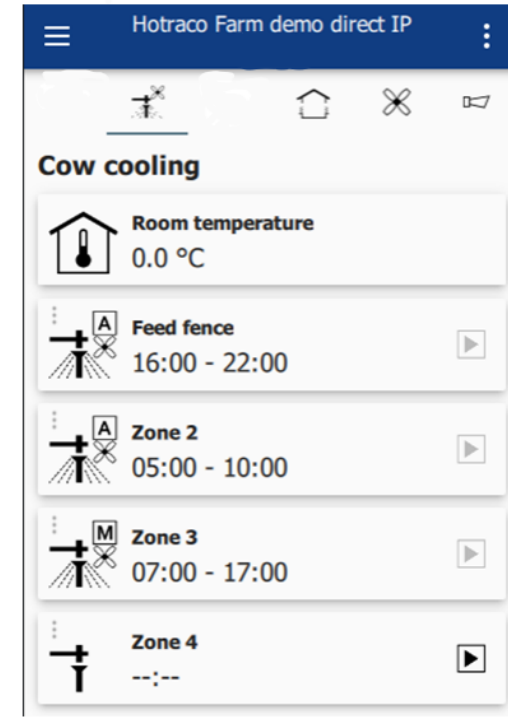 Hotraco Farm demo direct IP
Cow cooling
Room temperature
0.0 °C
A
Feed fence
16:00 - 22:00
A
Zone 2
05:00 - 10:00
M
Zone 3
07:00 - 17:00
Zone 4
--:--